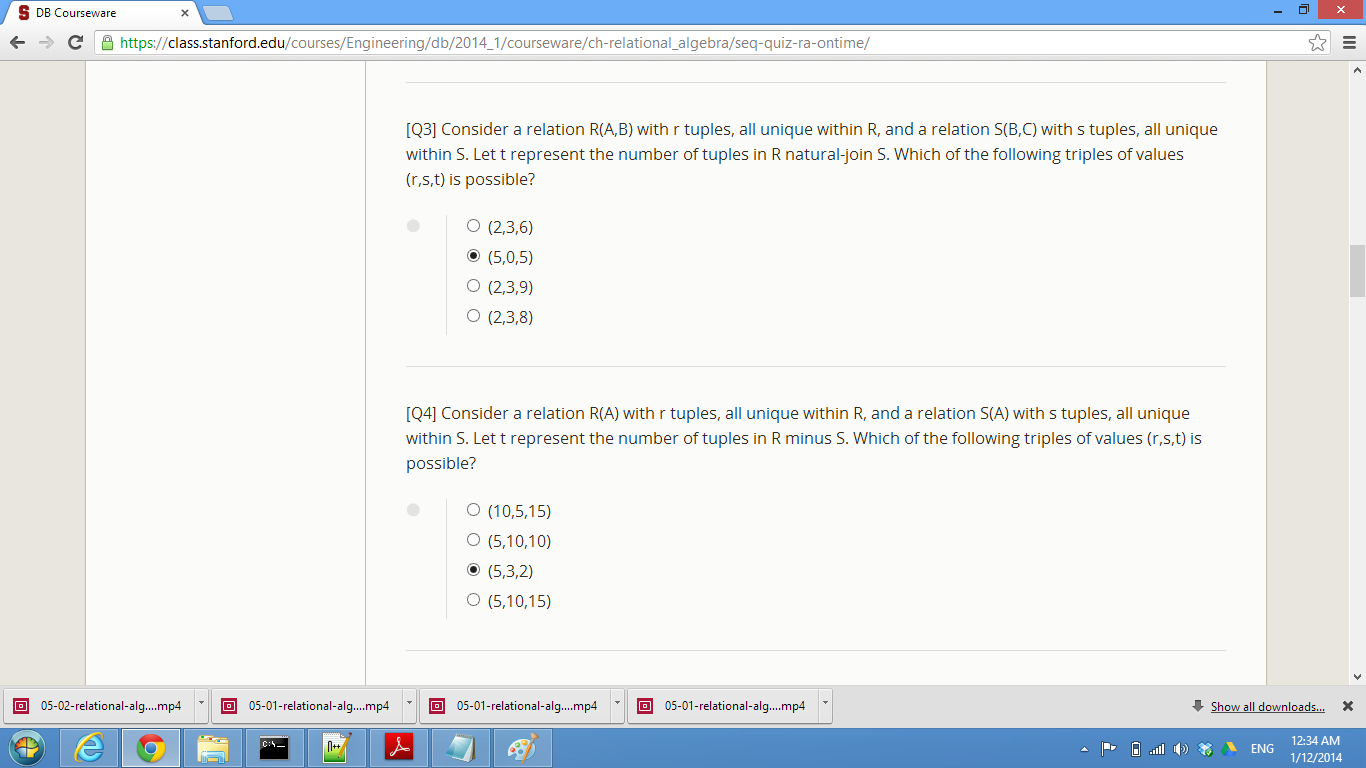 DB Courseware
https://class.stanford.edu/courses/Engineering/db/2014_1/courseware/ch-relational_algebra/seq-quiz-ra-ontime/
[Q3] Consider a relation R(A,B) with r tuples, all unique within R, and a relation S(B,C) with s tuples, all unique
within S. Let t represent the number of tuples in R natural-join S. Which of the following triples of values
(r,s,t) is possible?
(2,3,6)
(5,0,5)
(2,3,9)
(2,3,8)
[Q4] Consider a relation R(A) with r tuples, all unique within R, and a relation S(A) with s tuples, all unique
within S. Let t represent the number of tuples in R minus S. Which of the following triples of values (r,s,t) is
possible?
(10,5,15)
(5,10,10)
(5,3,2)
(5,10,15)
05-02-relational-alg....mp4
05-01-relational-alg....mp4
05-01-relational-alg....mp4
05-01-relational-alg....mp4
Show all downloads...
ENG
12:34 AM
1/12/2014